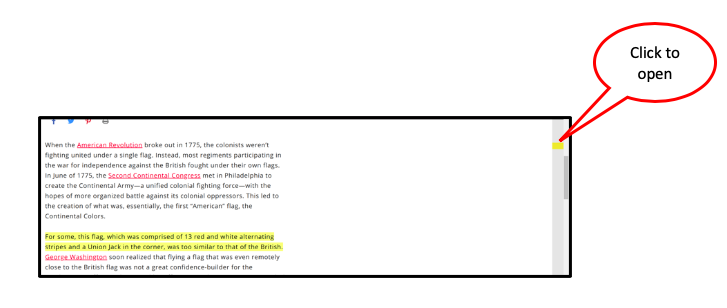 Click to
open
When the American Revolution broke out in 1775, the colonists weren't
fighting united under a single flag. Instead, most regiments participating in
the war for independence against the British fought under their own flags.
In June of 1775, the Second Continental Congress met in Philadelphia to
create the Continental Army—a unified colonial fighting force—with the
hopes of more organized battle against its colonial oppressors. This led to
the creation of what was, essentially, the first "American" flag, the
Continental Colors.
For some, this flag, which was comprised of 13 red and white alternating
stripes and a Union Jack in the corner, was too similar to that of the British.
George Washington soon realized that flying a flag that was even remotely
close to the British flag was not a great confidence-builder for the